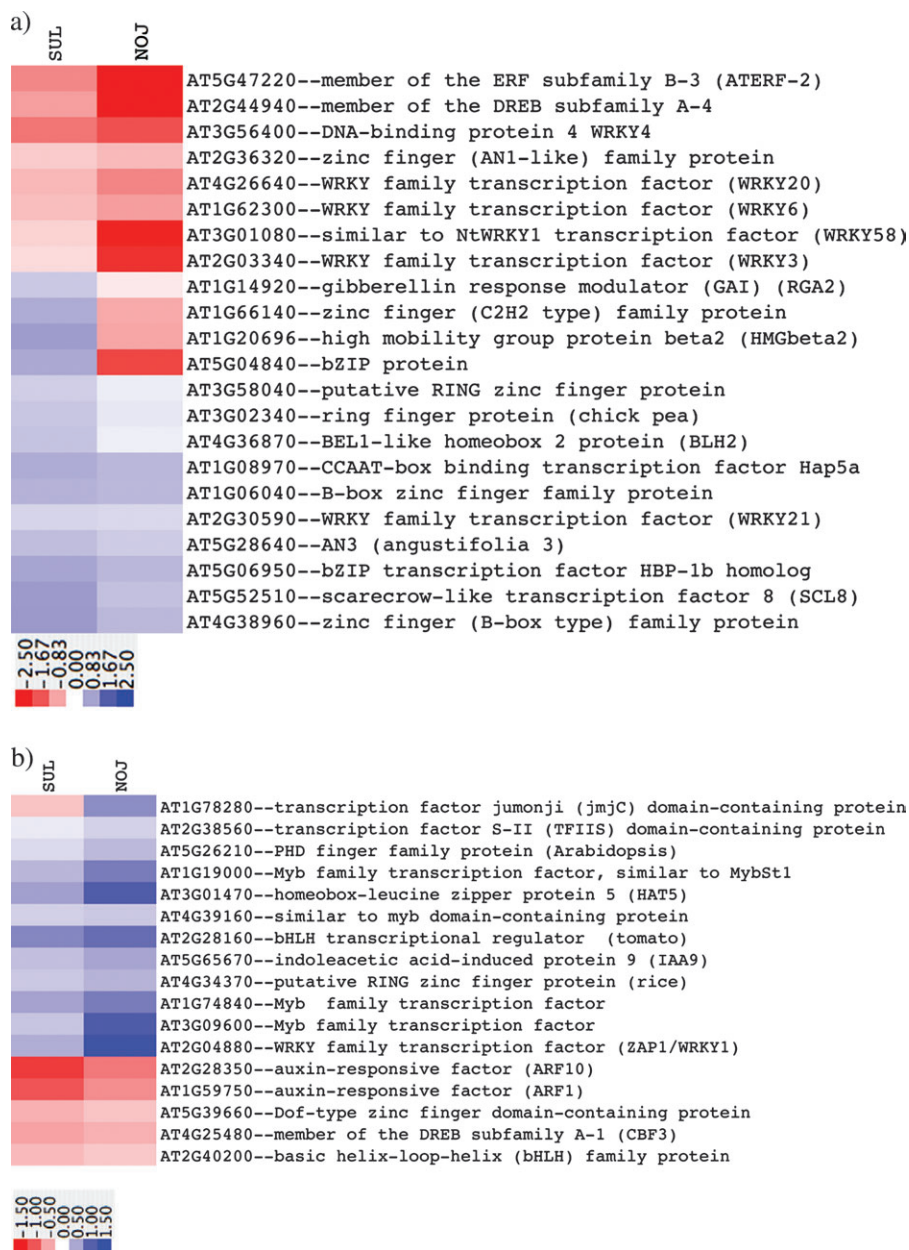 a)
SUL NOJ
AT5G47220--member of the ERF subfamily B-3 (ATERF-2)
AT2G44940--member of the DREB subfamily A-4
AT3G56400--DNA-binding protein 4 WRKY4
AT2G36320--zinc finger (AN1-like) family protein
AT4G26640--WRKY family transcription factor (WRKY20)
AT1G62300--WRKY family transcription factor (WRKY6)
AT3G01080--similar to NtWRKY1 transcription factor (WRKY58)
AT2G03340--WRKY family transcription factor (WRKY3)
AT1G14920--gibberellin response modulator (GAI) (RGA2)
AT1G66140--zinc finger (C2H2 type) family protein
AT1G20696--high mobility group protein beta2 (HMGbeta2)
AT5G04840--bZIP protein
AT3G58040--putative RING zinc finger protein
AT3G02340--ring finger protein (chick pea)
AT4G36870--BEL1-like homeobox 2 protein (BLH2)
AT1G08970--CCAAT-box binding transcription factor Hap5a
AT1G06040--B-box zinc finger family protein
AT2G30590--WRKY family transcription factor (WRKY21)
AT5G28640--AN3 (angustifolia 3)
AT5G06950--bZIP transcription factor HBP-1b homolog
AT5G52510--scarecrow-like transcription factor 8 (SCL8)
AT4G38960--zinc finger (B-box type) family protein
-2.50 -1.67 -0.83 0.00 0.83 1.67 2.50
b)
SUL NOJ
AT1G78280--transcription factor jumonji (jmjC) domain-containing protein
AT2G38560--transcription factor S-II (TFIIS) domain-containing protein
AT5G26210--PHD finger family protein (Arabidopsis)
AT1G19000--Myb family transcription factor, similar to MybSt1
AT3G01470--homeobox-leucine zipper protein 5 (HAT5)
AT4G39160--similar to myb domain-containing protein
AT2G28160--bHLH transcriptional regulator (tomato)
AT5G65670--indoleacetic acid-induced protein 9 (IAA9)
AT4G34370--putative RING zinc finger protein (rice)
AT1G74840--Myb family transcription factor
AT3G09600--Myb family transcription factor
AT2G04880--WRKY family transcription factor (ZAP1/WRKY1)
AT2G28350--auxin-responsive factor (ARF10)
AT1G59750--auxin-responsive factor (ARF1)
AT5G39660--Dof-type zinc finger domain-containing protein
AT4G25480--member of the DREB subfamily A-1 (CBF3)
AT2G40200--basic helix-loop-helix (bHLH) family protein
-1.50 -1.00 -0.50 0.00 0.50 1.00 1.50